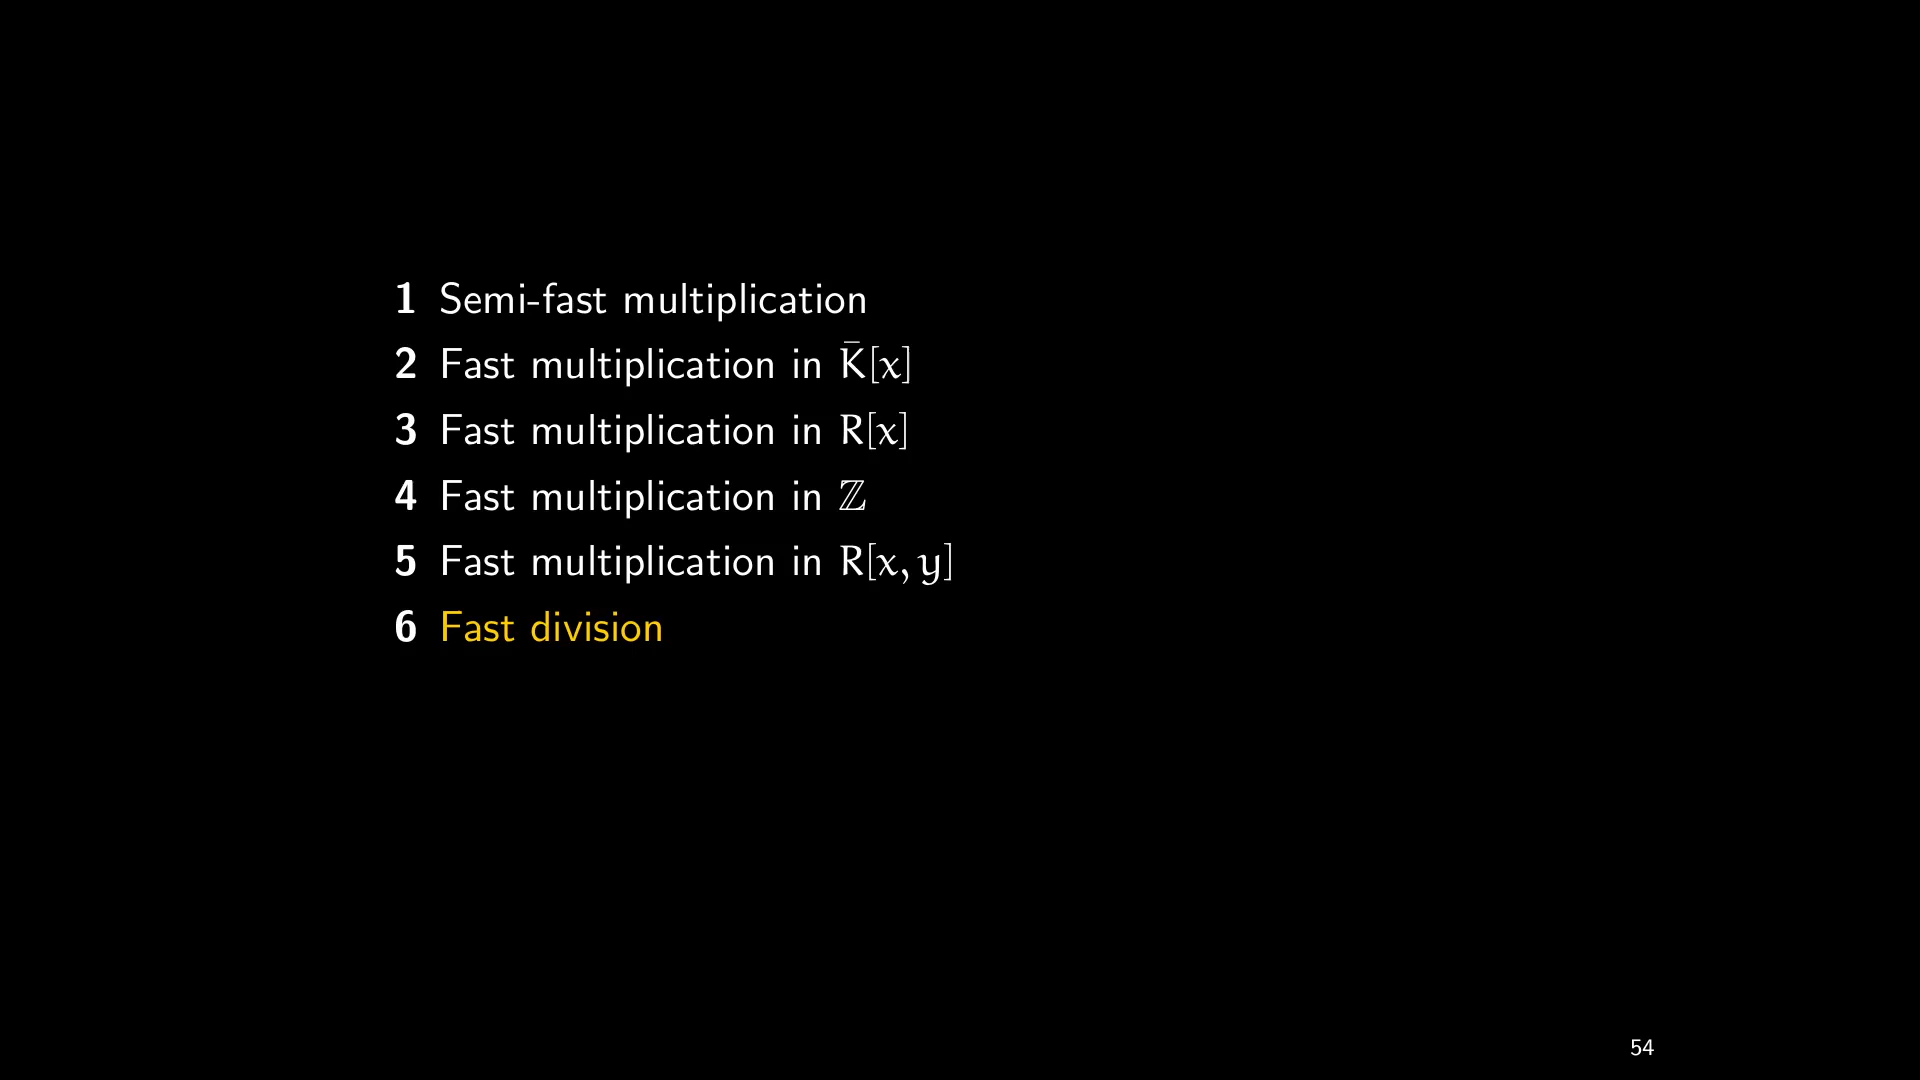 1 Semi-fast multiplication
2 Fast multiplication in K̄[x]
3 Fast multiplication in R[x]
4 Fast multiplication in ℤ
5 Fast multiplication in R[x, y]
6 Fast division
54